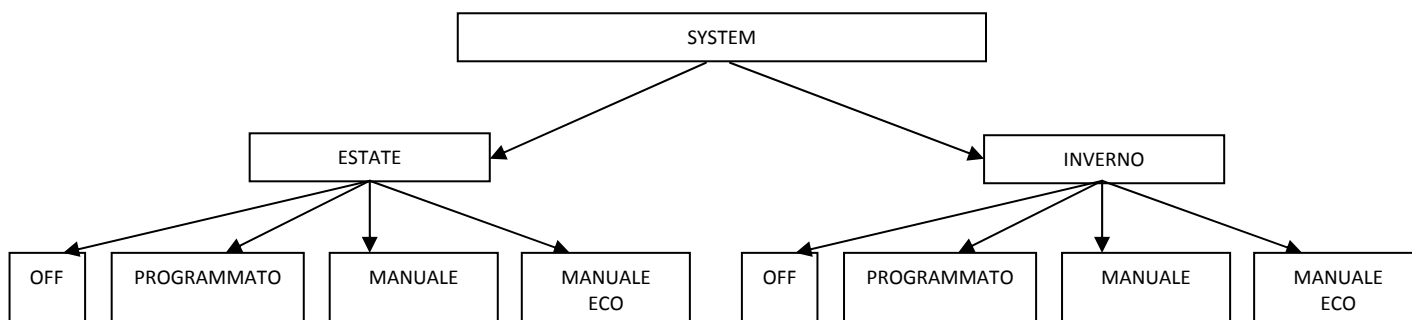 SYSTEM
ESTATE
INVERNO
OFF
PROGRAMMATO
MANUALE
MANUALE
ECO
OFF
PROGRAMMATO
MANUALE
MANUALE
ECO